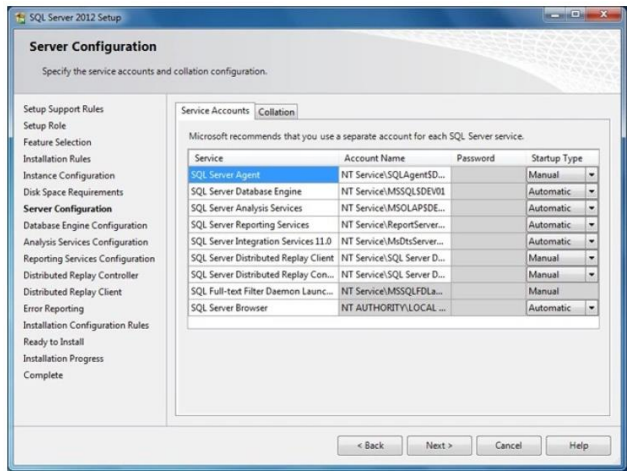 SQL Server 2012 Setup
Server Configuration
Specify the service accounts and collation configuration.
Setup Support Rules
Setup Role
Feature Selection
Installation Rules
Instance Configuration
Disk Space Requirements
Server Configuration
Database Engine Configuration
Analysis Services Configuration
Reporting Services Configuration
Distributed Replay Controller
Distributed Replay Client
Error Reporting
Installation Configuration Rules
Ready to Install
Installation Progress
Complete
Service Accounts Collation
Microsoft recommends that you use a separate account for each SQL Server service.
Service Account Name Password Startup Type
SQL Server Agent NT Service\SQLAgent$D... Manual
SQL Server Database Engine NT Service\MSSQL$DEV01 Automatic
SQL Server Analysis Services NT Service\MSOLAP$DE... Automatic
SQL Server Reporting Services NT Service\ReportServer... Automatic
SQL Server Integration Services 11.0 NT Service\MsDtsServer... Automatic
SQL Server Distributed Replay Client NT Service\SQL Server D... Manual
SQL Server Distributed Replay Con... NT Service\SQL Server D... Manual
SQL Full-text Filter Daemon Launc... NT Service\MSSQLFDLa... Manual
SQL Server Browser NT AUTHORITY\LOCAL ... Automatic
< Back Next > Cancel Help